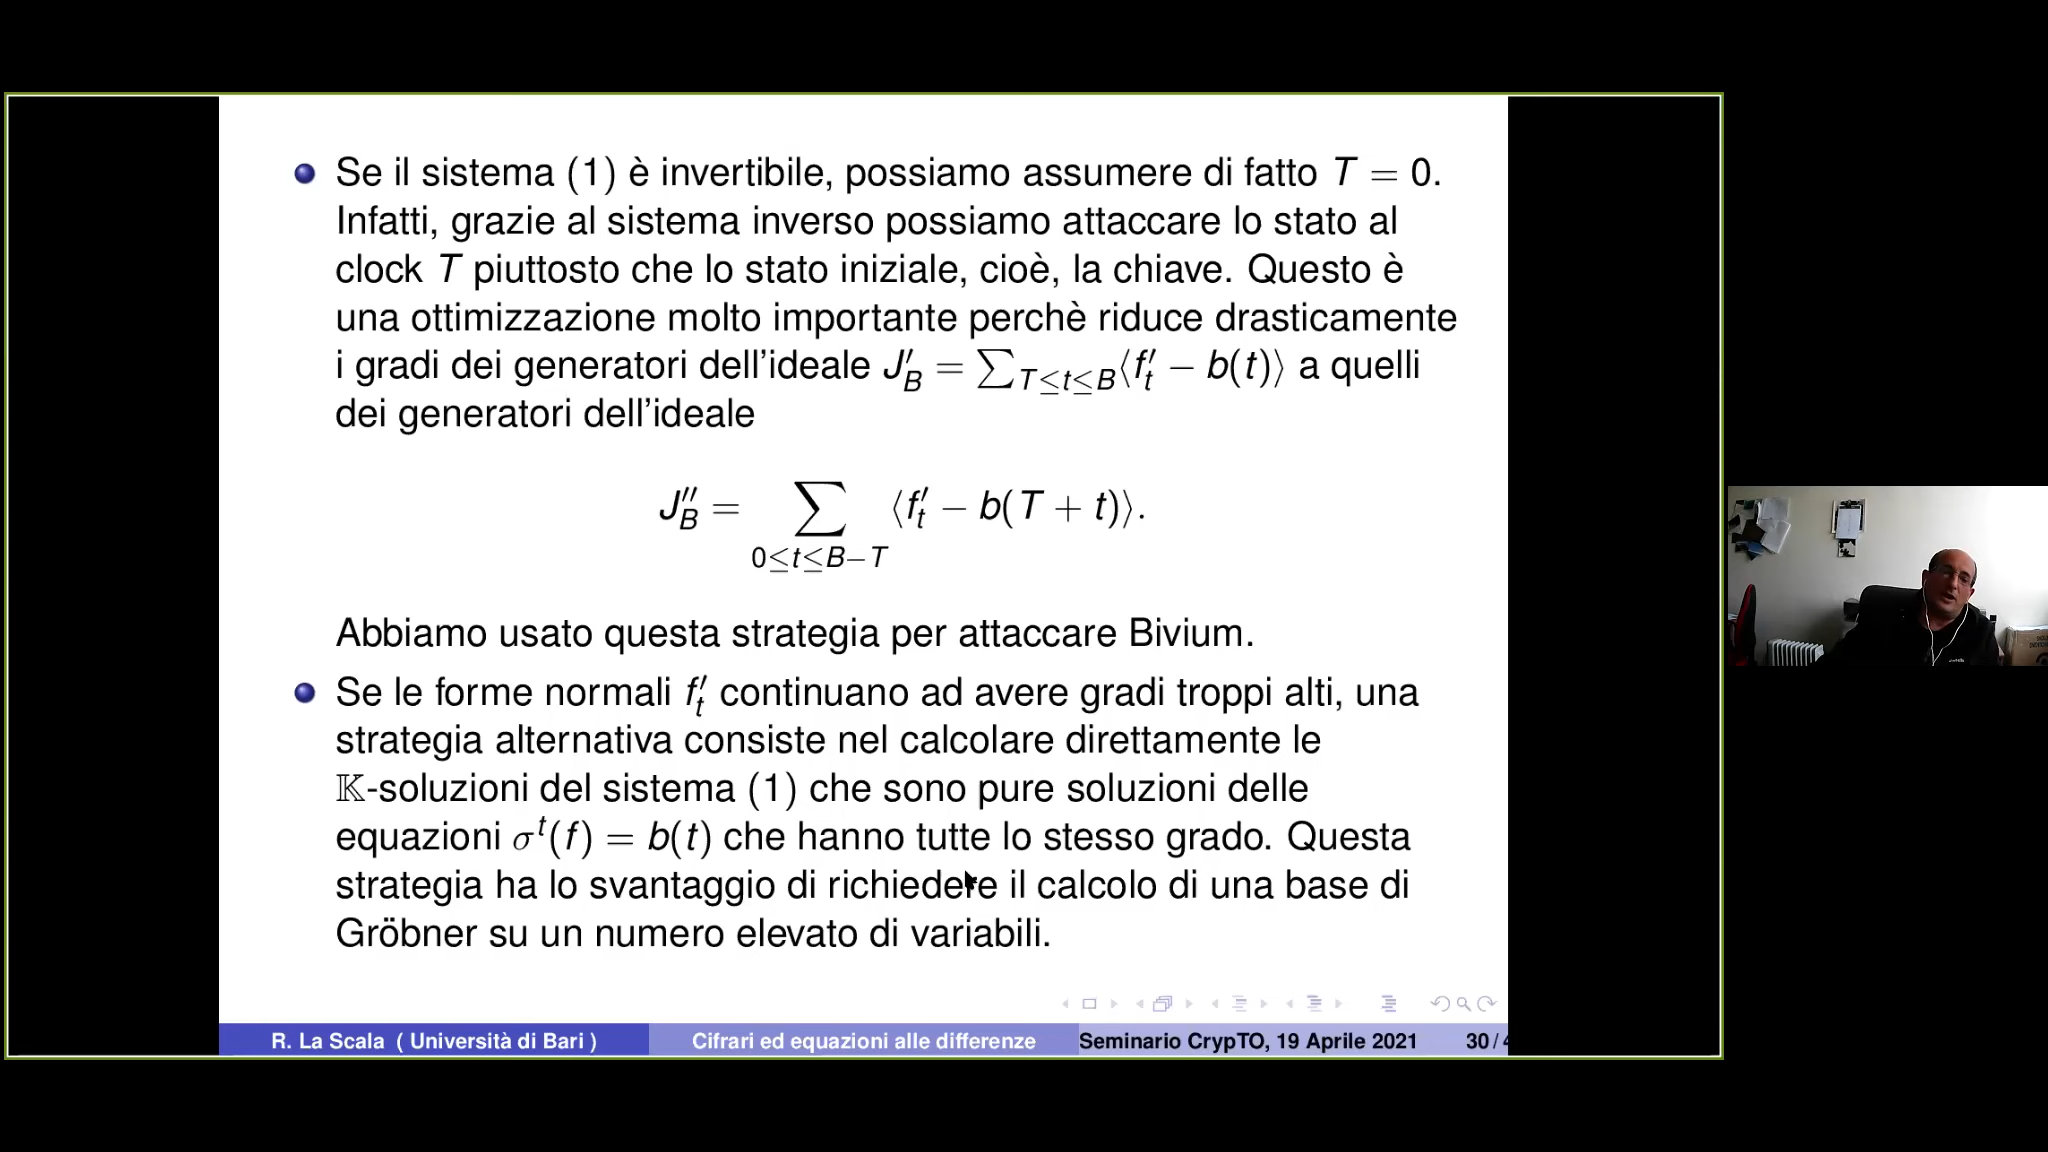 Se il sistema (1) è invertibile, possiamo assumere di fatto T = 0.
Infatti, grazie al sistema inverso possiamo attaccare lo stato al
clock T piuttosto che lo stato iniziale, cioè, la chiave. Questo è
una ottimizzazione molto importante perchè riduce drasticamente
i gradi dei generatori dell'ideale J′_B = ∑_{T≤t≤B}⟨f′_t − b(t)⟩ a quelli
dei generatori dell'ideale
J″_B = ∑_{0≤t≤B−T} ⟨f′_t − b(T + t)⟩.
Abbiamo usato questa strategia per attaccare Bivium.
Se le forme normali f′_t continuano ad avere gradi troppi alti, una
strategia alternativa consiste nel calcolare direttamente le
𝕂-soluzioni del sistema (1) che sono pure soluzioni delle
equazioni σ^t(f) = b(t) che hanno tutte lo stesso grado. Questa
strategia ha lo svantaggio di richiedere il calcolo di una base di
Gröbner su un numero elevato di variabili.
R. La Scala ( Università di Bari ) Cifrari ed equazioni alle differenze Seminario CrypTO, 19 Aprile 2021 30 /